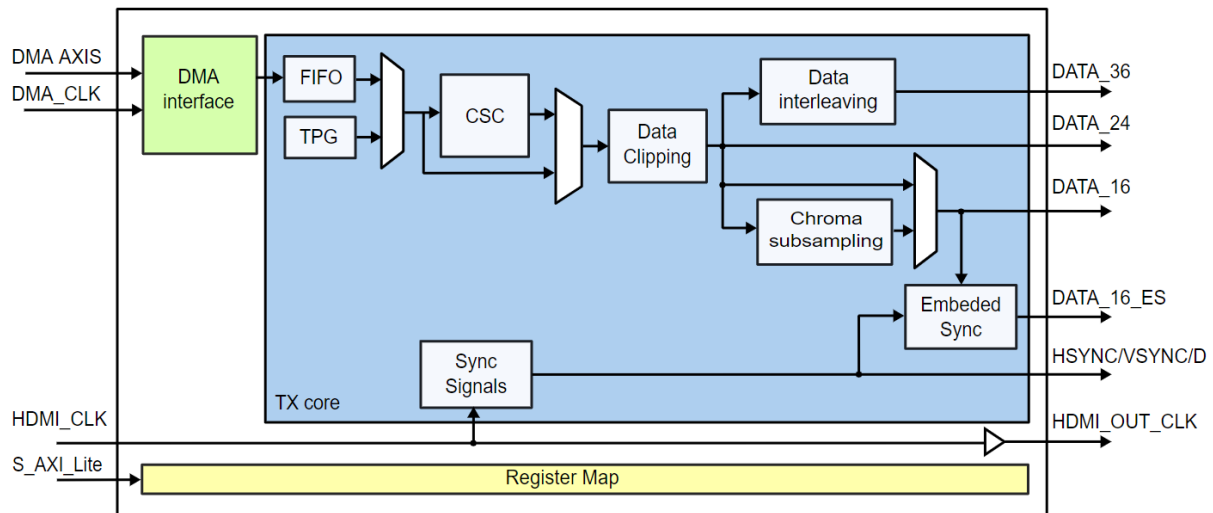 DMA AXIS
DMA_CLK
DMA
interface
FIFO
TPG
CSC
Data
Clipping
Data
interleaving
Chroma
subsampling
Embeded
Sync
Sync
Signals
TX core
DATA_36
DATA_24
DATA_16
DATA_16_ES
HSYNC/VSYNC/D
HDMI_CLK
HDMI_OUT_CLK
S_AXI_Lite
Register Map